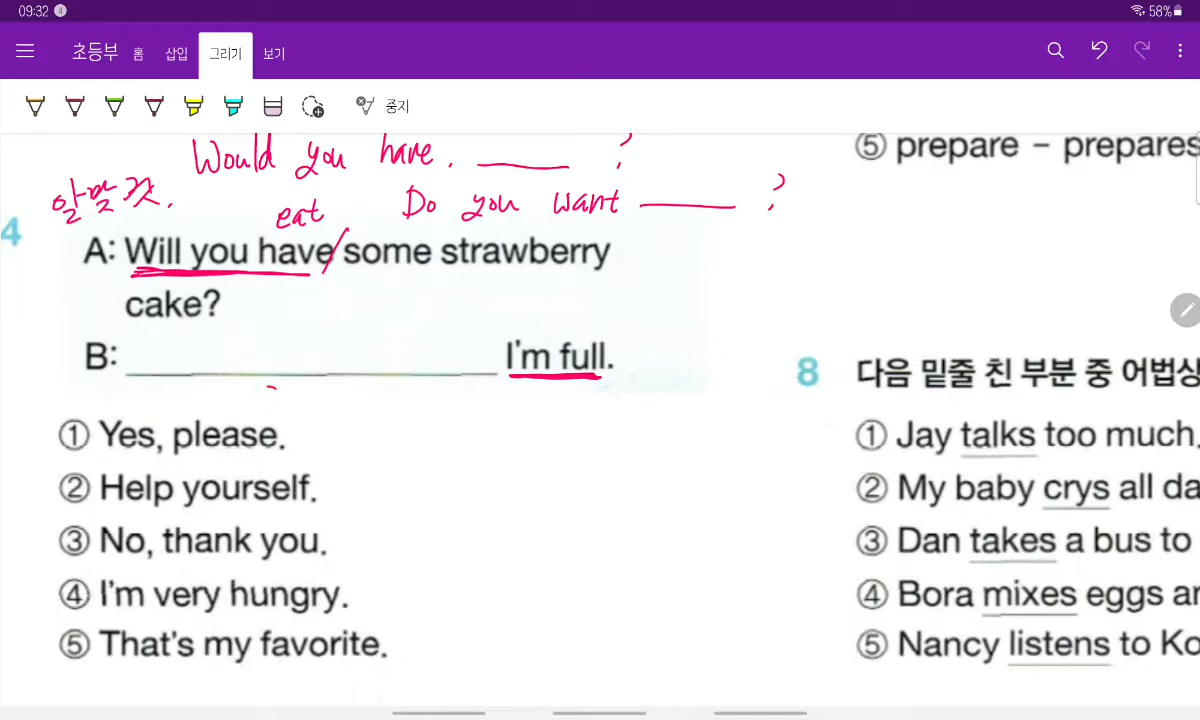 09:32 4 58%
초등부 홈 삽입 그리기 보기
중지
Would you have. ?
⑤ prepare – prepares
알맞 것.
eat Do you want ?
4
A: Will you have / some strawberry
cake?
B: I'm full.
① Yes, please.
② Help yourself.
③ No, thank you.
④ I'm very hungry.
⑤ That's my favorite.
8 다음 밑줄 친 부분 중 어법상
① Jay talks too much.
② My baby crys all da
③ Dan takes a bus to
④ Bora mixes eggs ar
⑤ Nancy listens to Ko